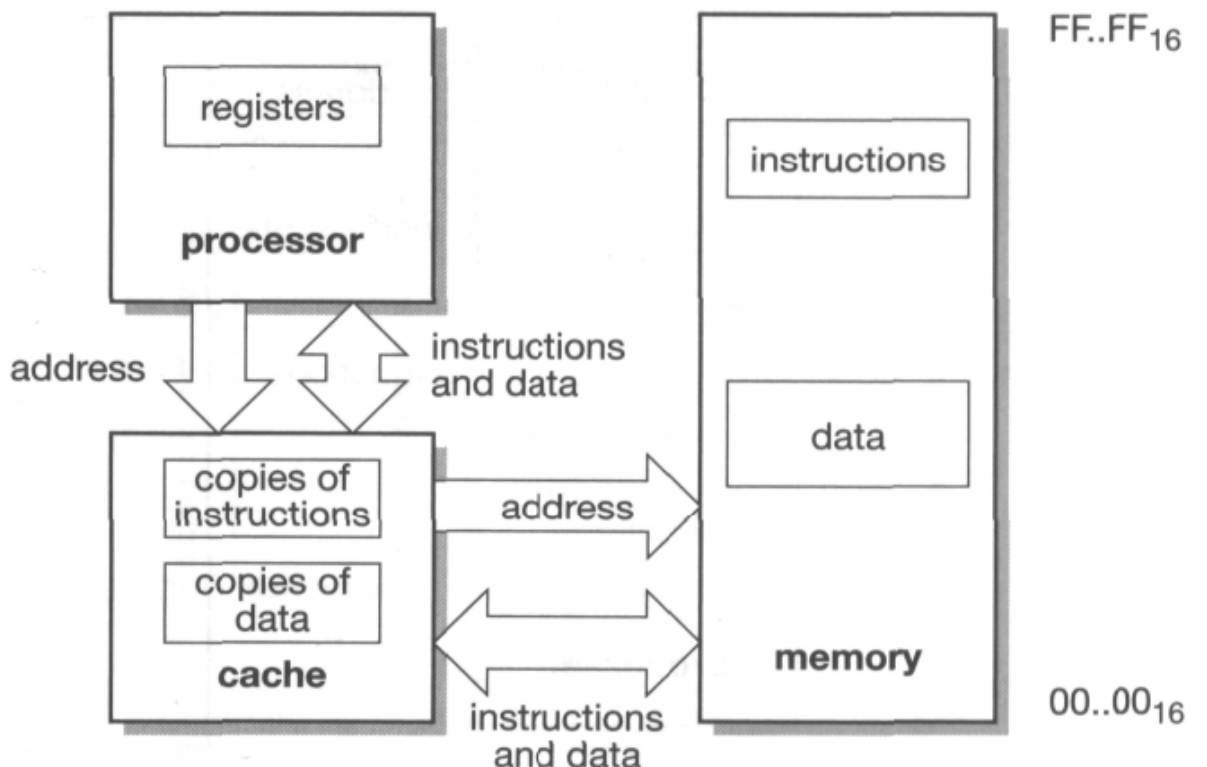 registers
processor
address
instructions
and data
copies of
instructions
copies of
data
cache
address
instructions
and data
instructions
data
memory
FF..FF16
00..0016